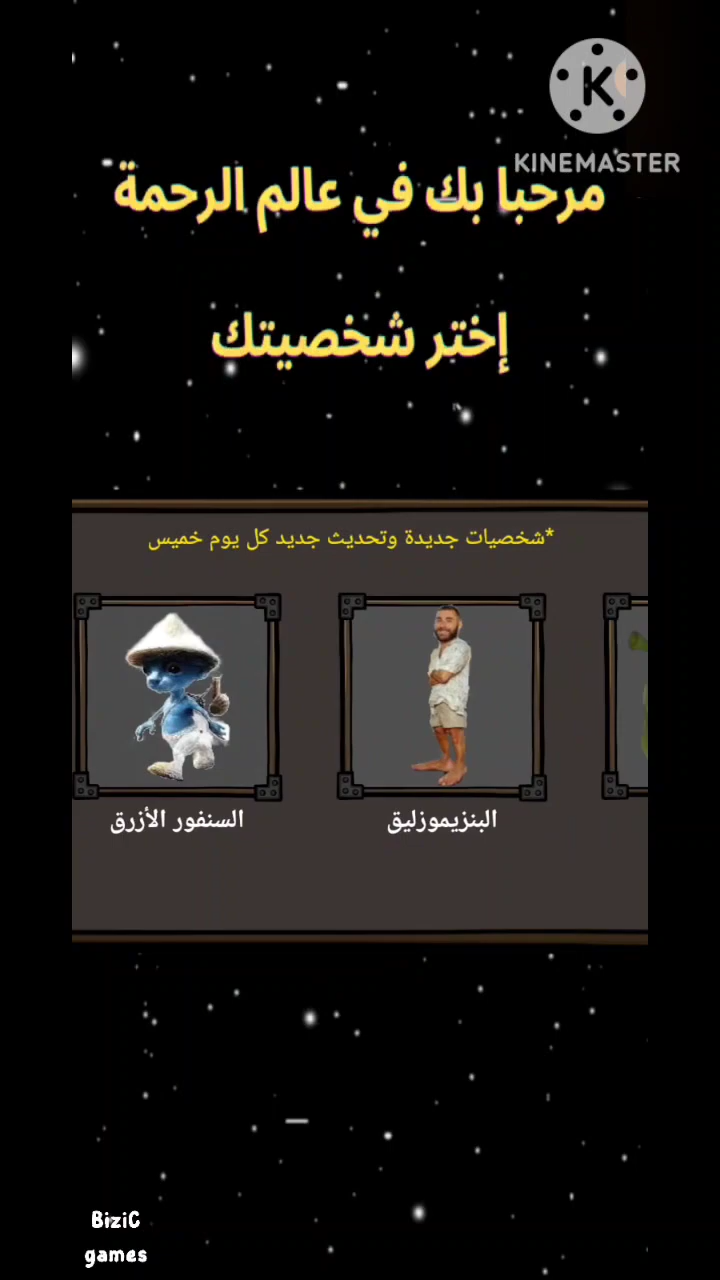 KINEMASTER
مرحبا بك في عالم الرحمة
إختر شخصيتك
*شخصيات جديدة وتحديث جديد كل يوم خميس
السنفور الأزرق
البنزيموزليق
BiziC
games